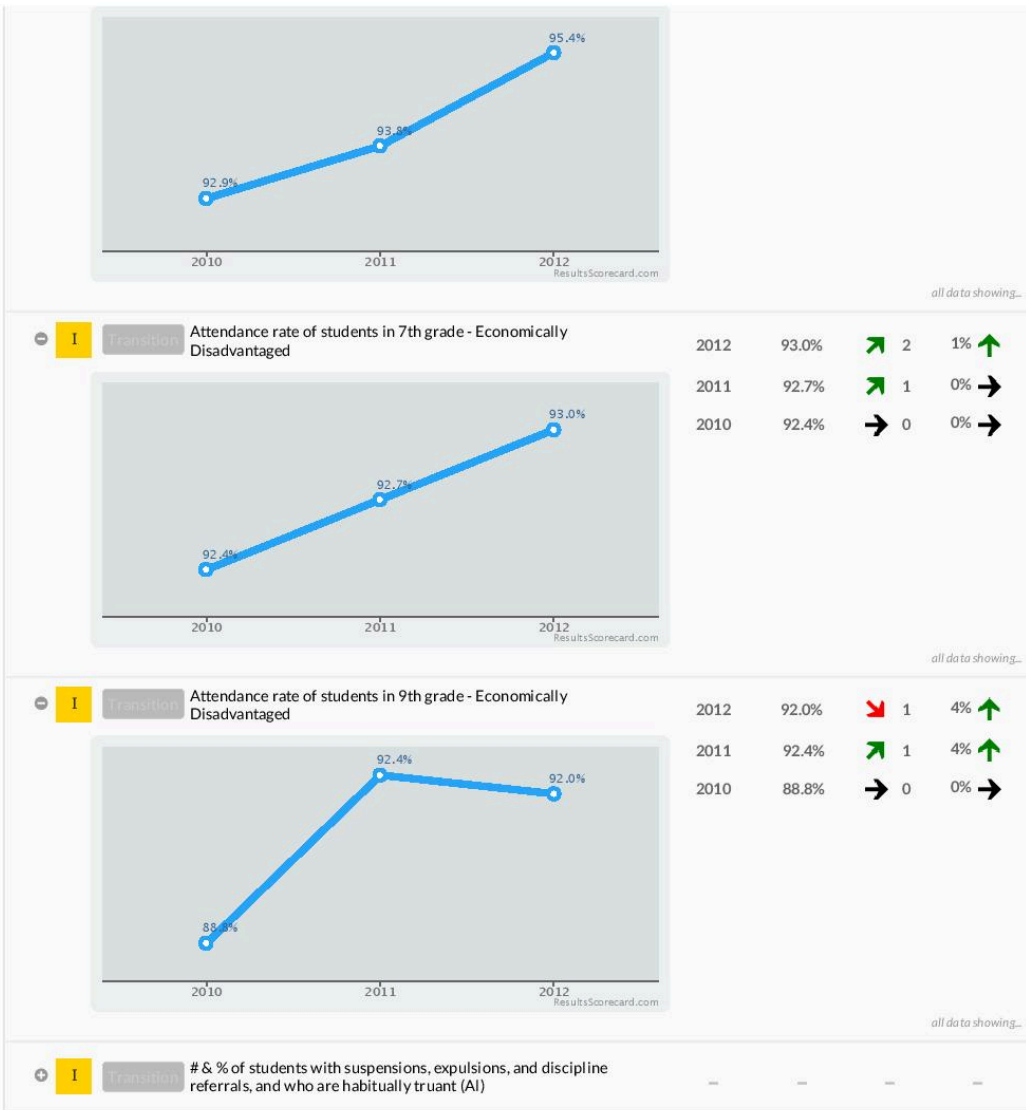 95.4%
93.8%
92.9%
2010 2011 2012
ResultsScorecard.com
all data showing...
I Transition Attendance rate of students in 7th grade - Economically
Disadvantaged
2012 93.0% 2 1%
2011 92.7% 1 0%
2010 92.4% 0 0%
93.0%
92.7%
92.4%
2010 2011 2012
ResultsScorecard.com
all data showing...
I Transition Attendance rate of students in 9th grade - Economically
Disadvantaged
2012 92.0% 1 4%
2011 92.4% 1 4%
2010 88.8% 0 0%
92.4%
92.0%
88.8%
2010 2011 2012
ResultsScorecard.com
all data showing...
I Transition # & % of students with suspensions, expulsions, and discipline
referrals, and who are habitually truant (AI) – – – –